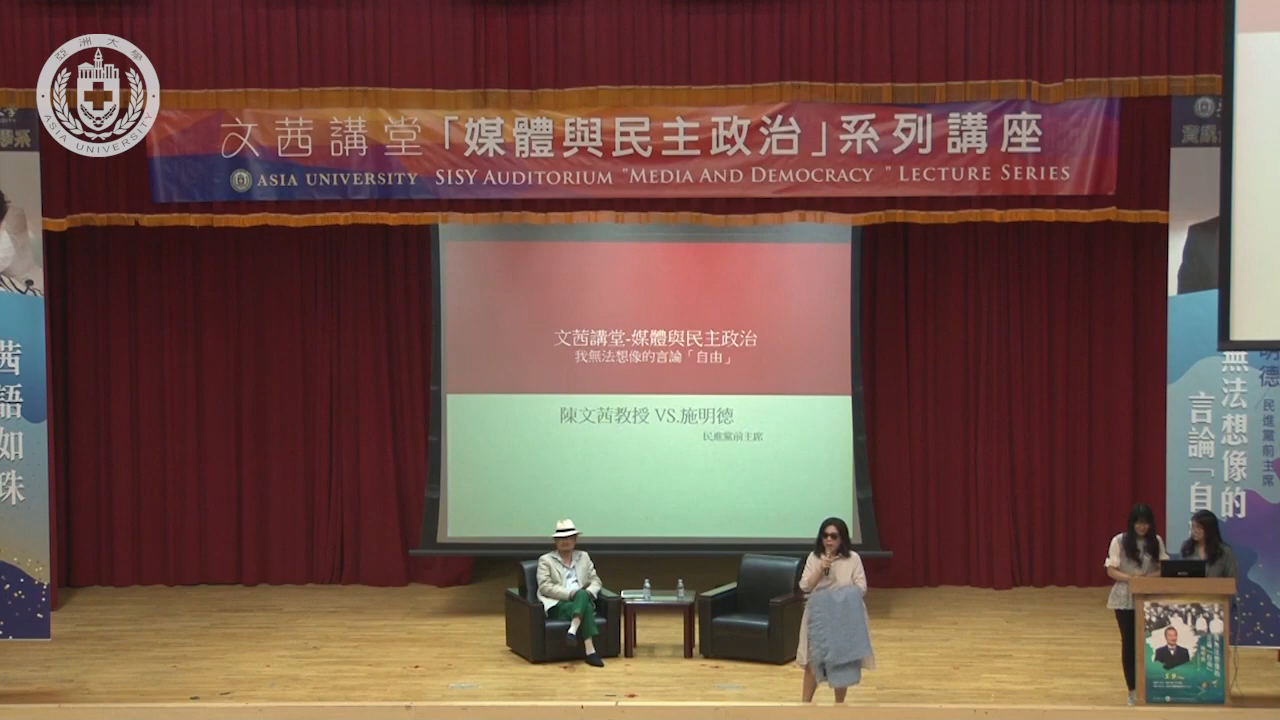 亞洲大學
ASIA UNIVERSITY
文茜講堂「媒體與民主政治」系列講座
ASIA UNIVERSITY SISY AUDITORIUM "MEDIA AND DEMOCRACY " LECTURE SERIES
文茜講堂-媒體與民主政治
我無法想像的言論「自由」
陳文茜教授 VS.施明德
民進黨前主席
茜語如珠
明德 民進黨前主席
無法想像的
言論「自